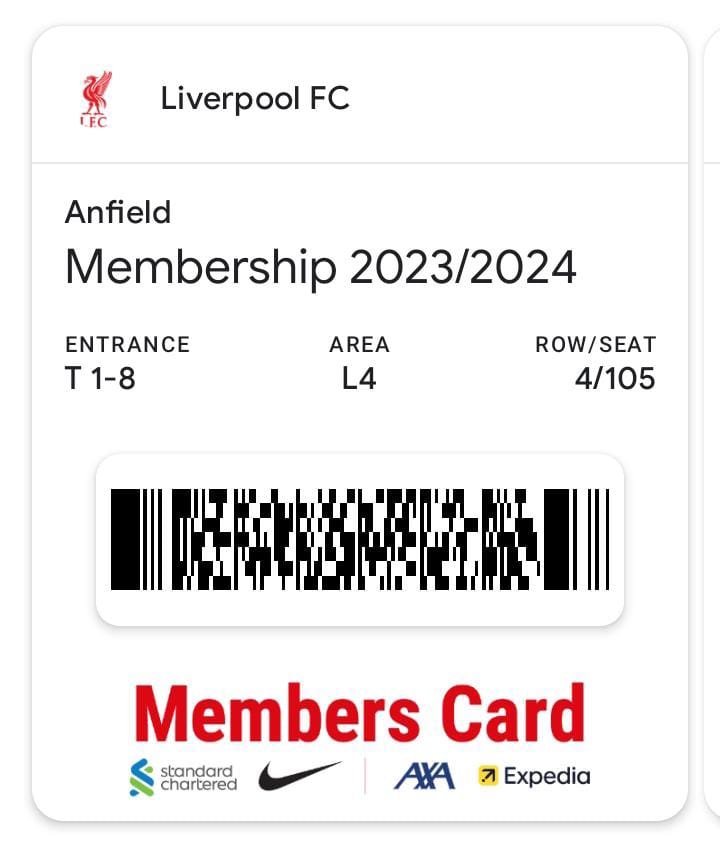 L.F.C
Liverpool FC
Anfield
Membership 2023/2024
ENTRANCE AREA ROW/SEAT
T 1-8 L4 4/105
Members Card
standard chartered AXA Expedia